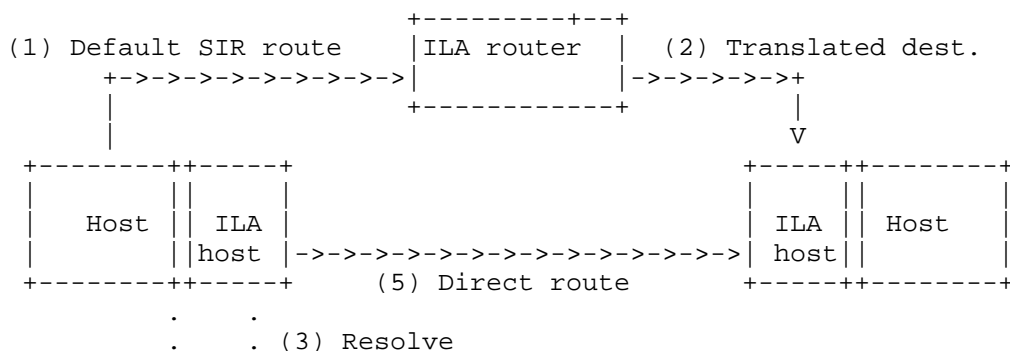 (1) Default SIR route
ILA router
(2) Translated dest.
Host
ILA host
ILA host
Host
(5) Direct route
(3) Resolve